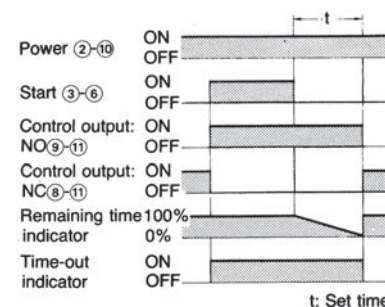 t
Power ②-⑩ ON
OFF
Start ③-⑥ ON
OFF
Control output: ON
NO⑨-⑪ OFF
Control output: ON
NC⑧-⑪ OFF
Remaining time 100%
indicator 0%
Time-out ON
indicator OFF
t: Set time